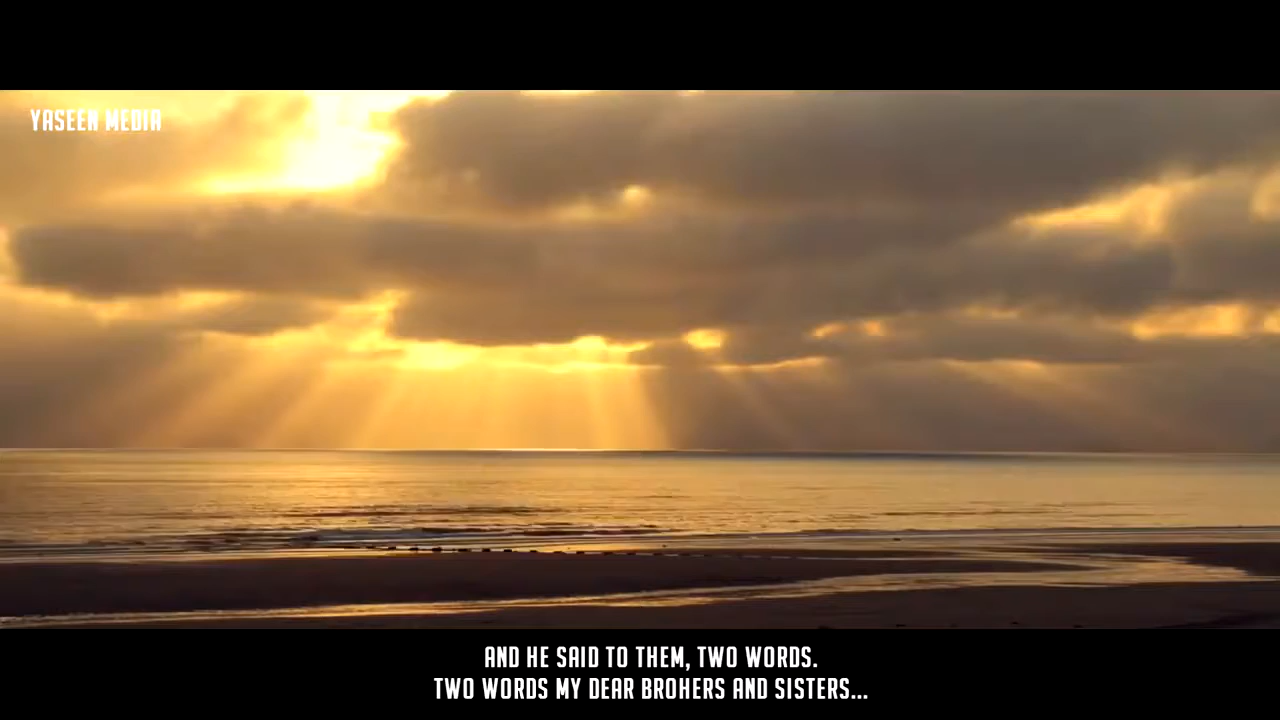 YASEEN MEDIA
AND HE SAID TO THEM, TWO WORDS.
TWO WORDS MY DEAR BROHERS AND SISTERS...